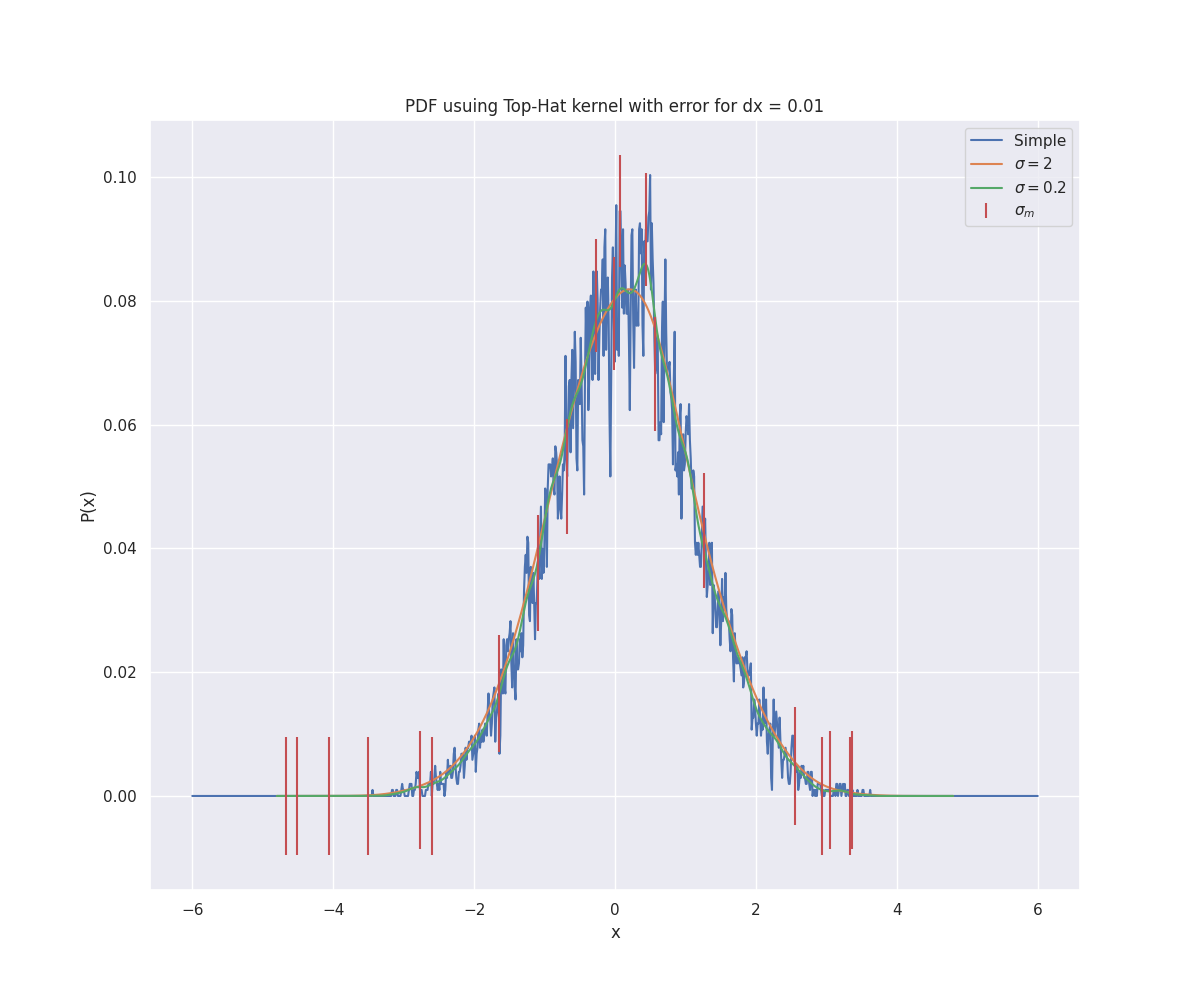 PDF usuing Top-Hat kernel with error for dx = 0.01
Simple
σ = 2
σ = 0.2
σₘ
P(x)
0.10
0.08
0.06
0.04
0.02
0.00
−6 −4 −2 0 2 4 6
x